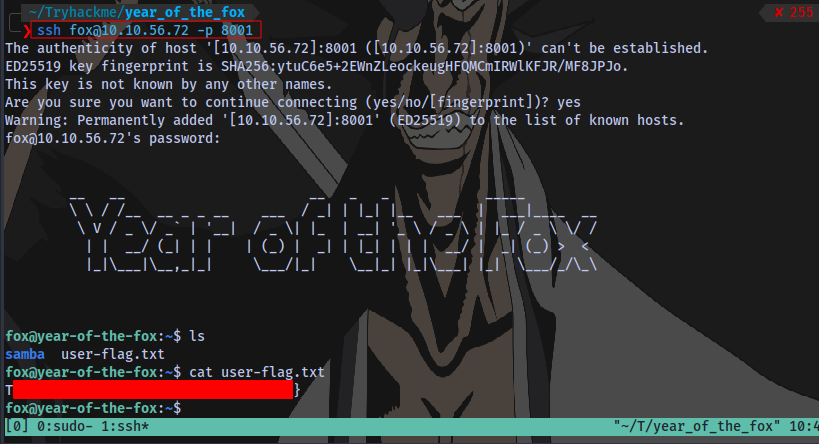 ~/Tryhackme/year_of_the_fox ✘ 255
❯ ssh fox@10.10.56.72 -p 8001
The authenticity of host '[10.10.56.72]:8001 ([10.10.56.72]:8001)' can't be established.
ED25519 key fingerprint is SHA256:ytuC6e5+2EWnZLeockeugHFQMCmIRWlKFJR/MF8JPJo.
This key is not known by any other names.
Are you sure you want to continue connecting (yes/no/[fingerprint])? yes
Warning: Permanently added '[10.10.56.72]:8001' (ED25519) to the list of known hosts.
fox@10.10.56.72's password:
Year of the Fox
fox@year-of-the-fox:~$ ls
samba  user-flag.txt
fox@year-of-the-fox:~$ cat user-flag.txt
T }
fox@year-of-the-fox:~$
[0] 0:sudo- 1:ssh* "~/T/year_of_the_fox" 10:4